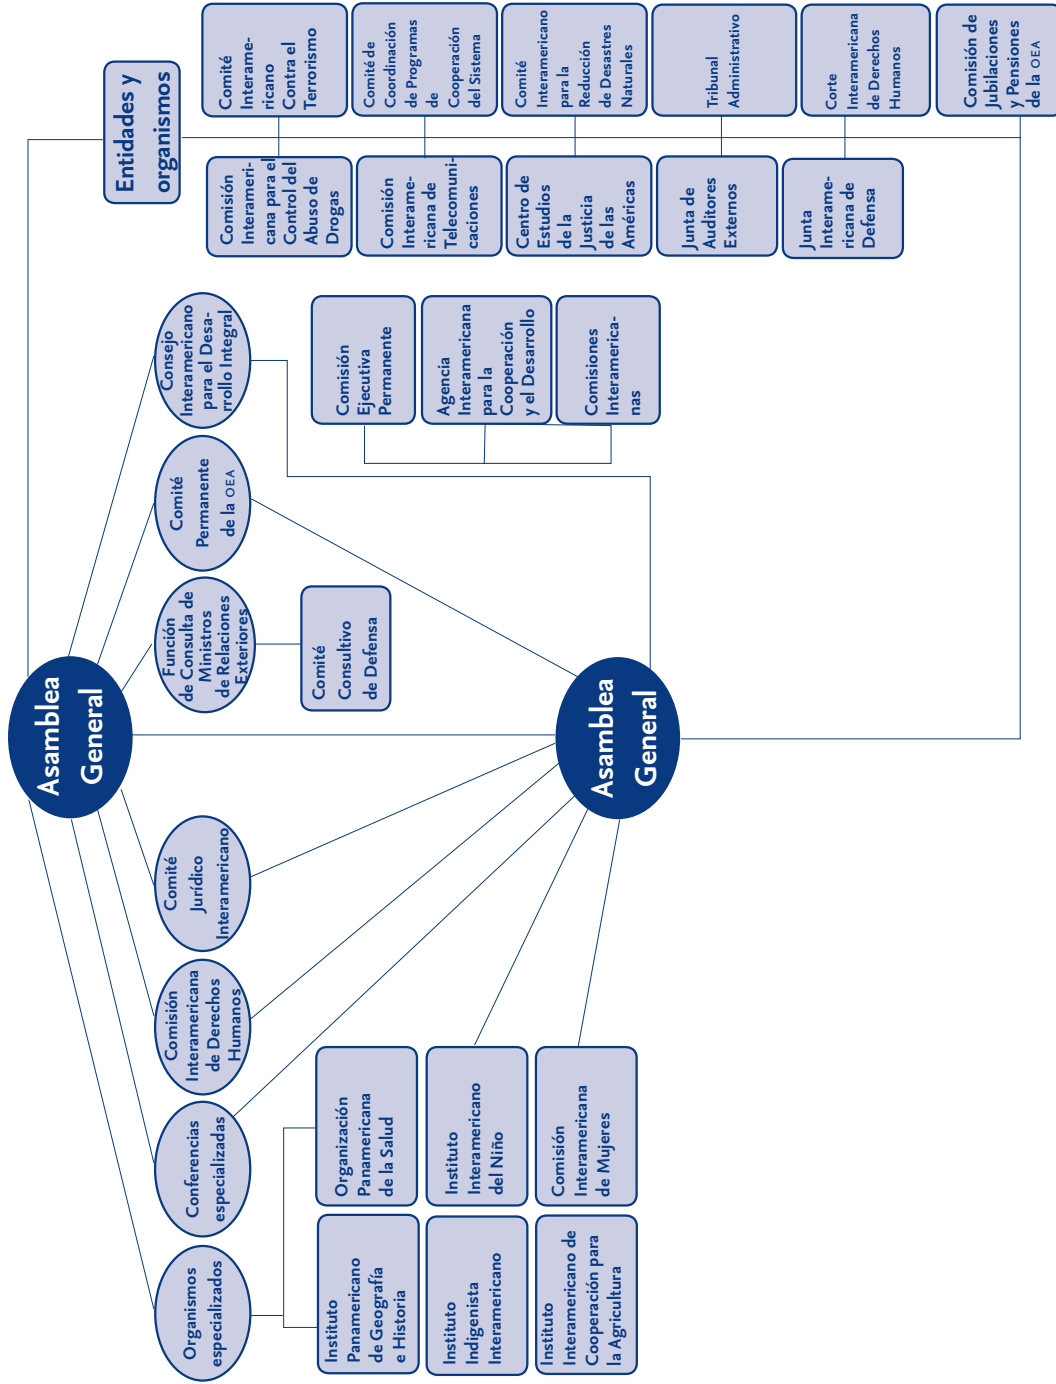 Asamblea
General
Organismos
especializados
Conferencias
especializadas
Comisión
Interamericana
de Derechos
Humanos
Comité
Jurídico
Interamericano
Función
de Consulta de
Ministros
de Relaciones
Exteriores
Comité
Permanente
de la OEA
Consejo
Interamericano
para el Desa-
rrollo Integral
Entidades y
organismos
Instituto
Panamericano
de Geografía
e Historia
Organización
Panamericana
de la Salud
Instituto
Indigenista
Interamericano
Instituto
Interamericano
del Niño
Instituto
Interamericano de
Cooperación para
la Agricultura
Comisión
Interamericana
de Mujeres
Comité
Consultivo
de Defensa
Asamblea
General
Comisión
Ejecutiva
Permanente
Agencia
Interamericana
para la
Cooperación
y el Desarrollo
Comisiones
Interamerica-
nas
Comisión
Interameri-
cana para el
Control del
Abuso de
Drogas
Comité
Interame-
ricano
Contra el
Terrorismo
Comisión
Interame-
ricana de
Telecomuni-
caciones
Comité de
Coordinación
de Programas
de
Cooperación
del Sistema
Centro de
Estudios
de la
Justicia
de las
Américas
Comité
Interamericano
para la
Reducción
de Desastres
Naturales
Junta de
Auditores
Externos
Tribunal
Administrativo
Junta
Interame-
ricana de
Defensa
Corte
Interamericana
de Derechos
Humanos
Comisión de
Jubilaciones
y Pensiones
de la OEA